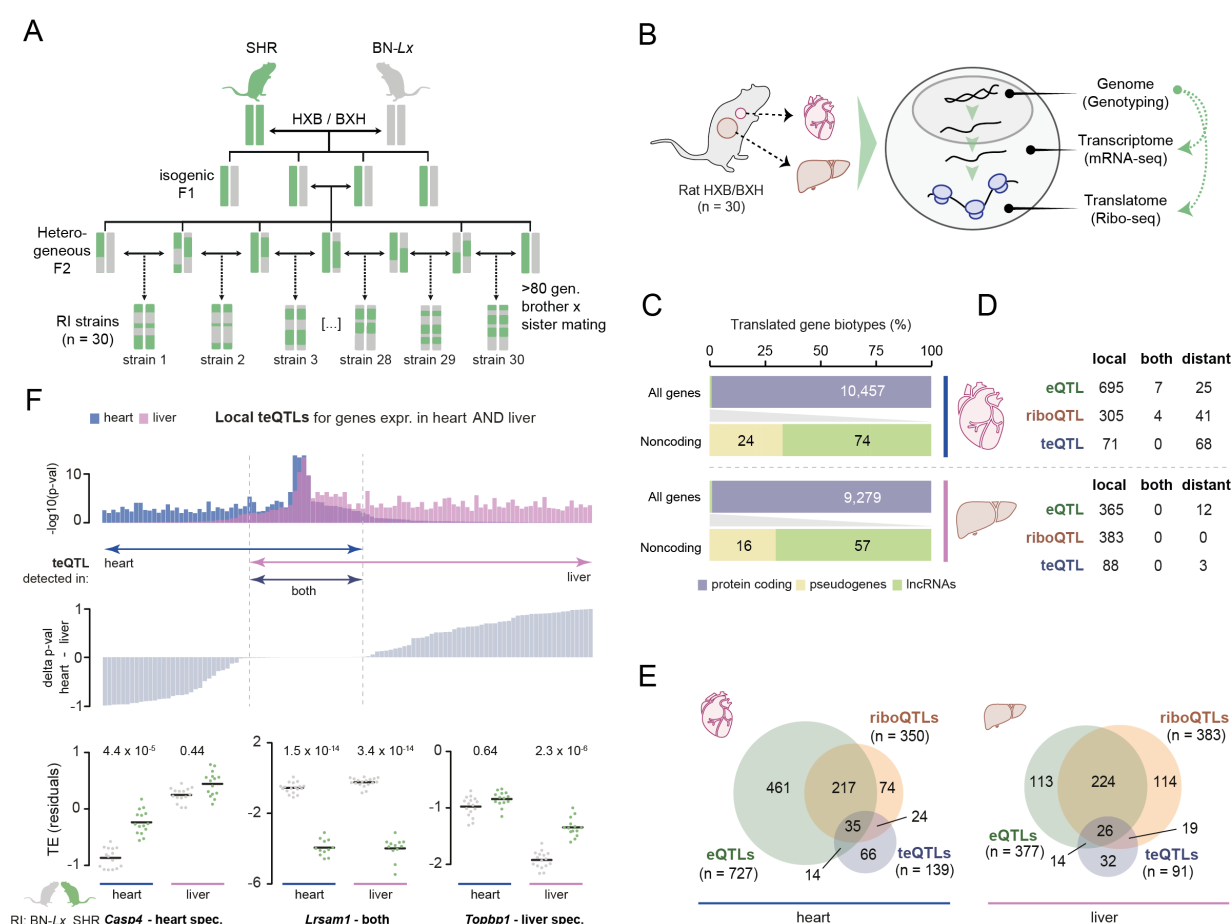 A
SHR
BN-Lx
HXB / BXH
isogenic
F1
Hetero-
geneous
F2
>80 gen.
brother x
sister mating
RI strains
(n = 30)
[...]
strain 1
strain 2
strain 3
strain 28
strain 29
strain 30
B
Rat HXB/BXH
(n = 30)
Genome
(Genotyping)
Transcriptome
(mRNA-seq)
Translatome
(Ribo-seq)
C
Translated gene biotypes (%)
0 25 50 75 100
All genes 10,457
Noncoding 24 74
All genes 9,279
Noncoding 16 57
protein coding pseudogenes lncRNAs
D
local both distant
eQTL 695 7 25
riboQTL 305 4 41
teQTL 71 0 68
local both distant
eQTL 365 0 12
riboQTL 383 0 0
teQTL 88 0 3
E
riboQTLs
(n = 350)
461 217 74
35 24
66
14
eQTLs
(n = 727)
teQTLs
(n = 139)
heart
riboQTLs
(n = 383)
113 224 114
26 19
32
14
eQTLs
(n = 377)
teQTLs
(n = 91)
liver
F
heart liver
Local teQTLs for genes expr. in heart AND liver
-log10(p-val)
10
0
teQTL
detected in:
heart
both
liver
delta p-val
heart - liver
1
0
-1
TE (residuals)
1
0
-1
4.4 x 10-5 0.44
heart liver
2
-2
-6
1.5 x 10-14 3.4 x 10-14
heart liver
0
-1
-2
0.64 2.3 x 10-6
heart liver
RI: BN-Lx SHR
Casp4 - heart spec.
Lrsam1 - both
Topbp1 - liver spec.